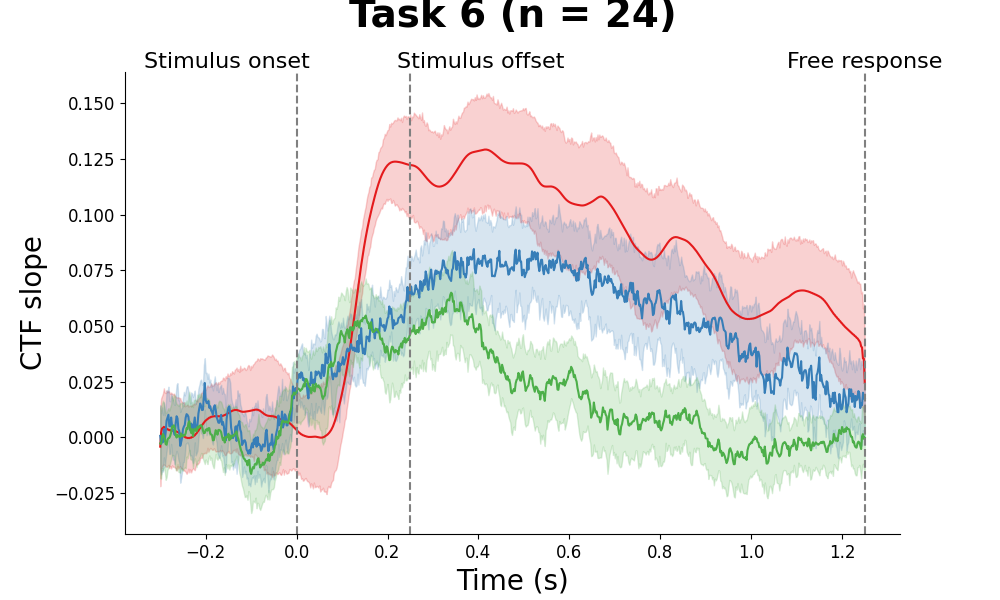 Task 6 (n = 24)
Stimulus onset
Stimulus offset
Free response
CTF slope
0.150
0.125
0.100
0.075
0.050
0.025
0.000
−0.025
−0.2
0.0
0.2
0.4
0.6
0.8
1.0
1.2
Time (s)